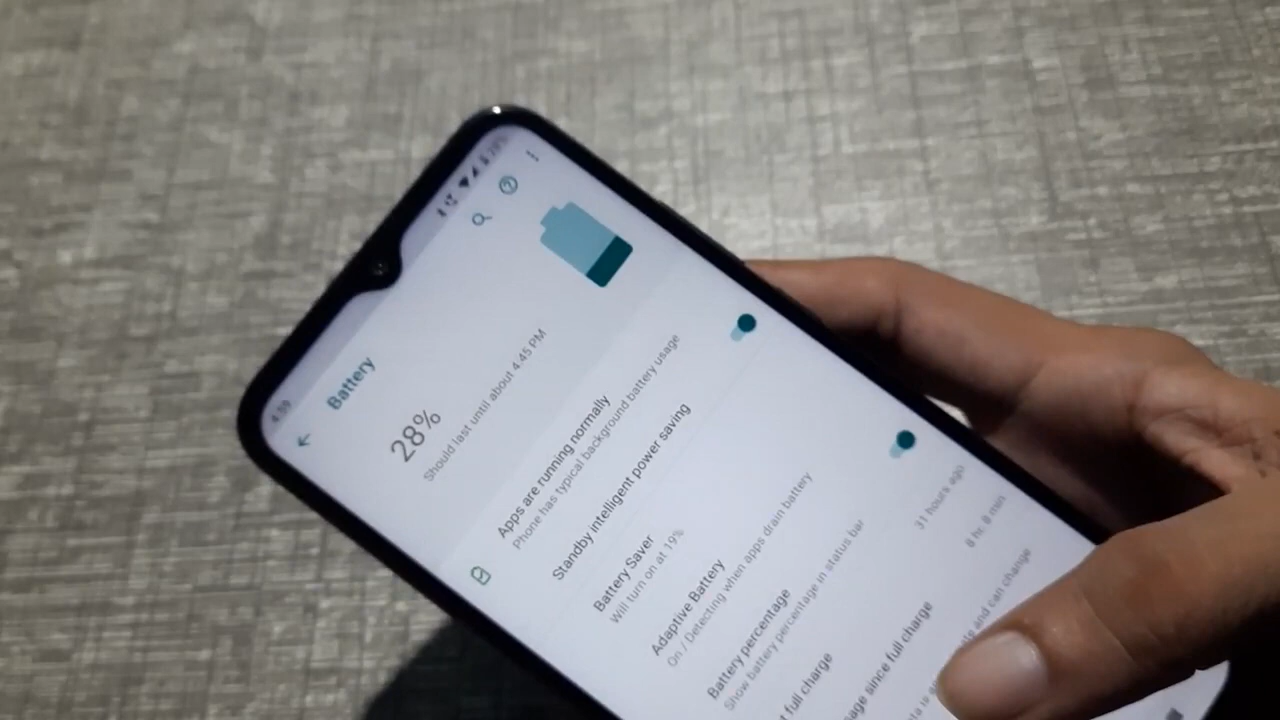 4:59
28%
Battery
28%
Should last until about 4:45 PM
Apps are running normally
Phone has typical background battery usage
Standby intelligent power saving
Battery Saver
Will turn on at 19%
Adaptive Battery
On / Detecting when apps drain battery
Battery percentage
Show battery percentage in status bar
full charge
31 hours ago
since full charge
8 hr, 8 min
and can change